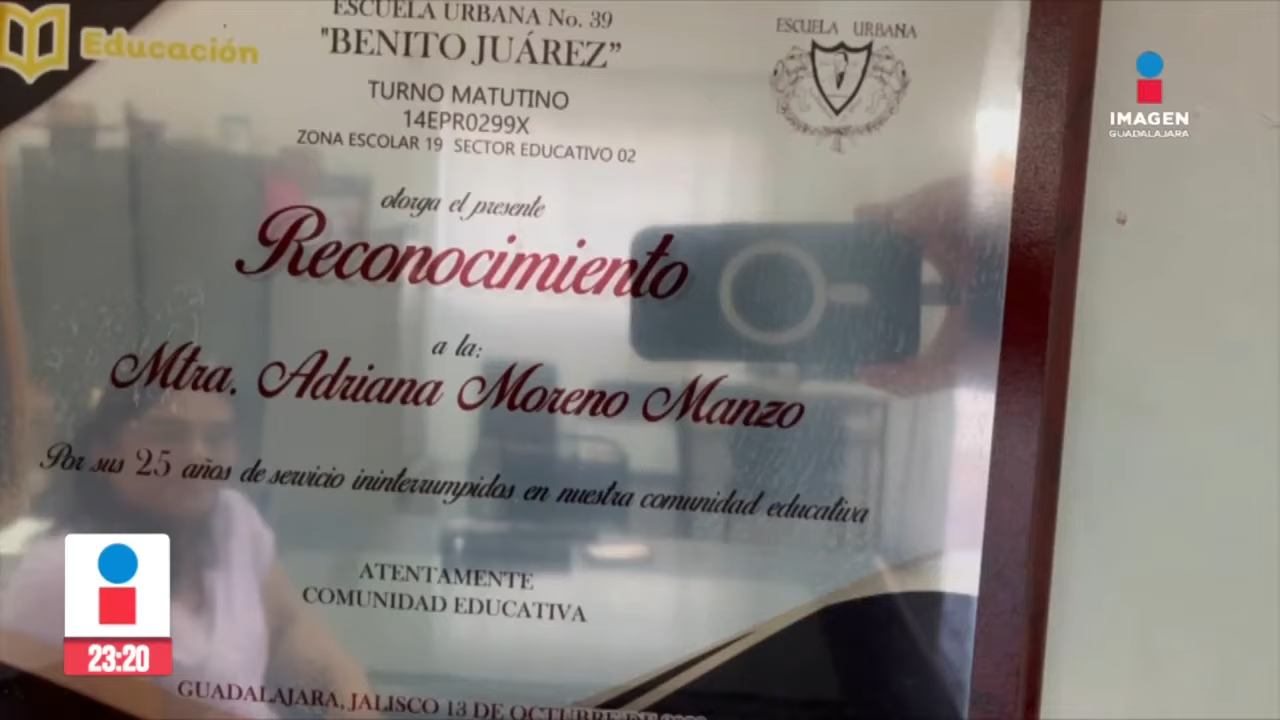 Educación
ESCUELA URBANA No. 39
"BENITO JUÁREZ”
TURNO MATUTINO
14EPR0299X
ZONA ESCOLAR 19 SECTOR EDUCATIVO 02
ESCUELA URBANA
IMAGEN
GUADALAJARA
otorga el presente
Reconocimiento
a la:
Mtra. Adriana Moreno Manzo
Por sus 25 años de servicio ininterrumpidos en nuestra comunidad educativa
ATENTAMENTE
COMUNIDAD EDUCATIVA
23:20
GUADALAJARA, JALISCO 13 DE OCTUBRE DE